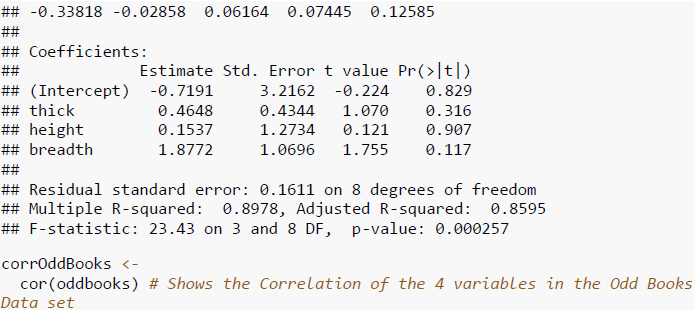 ## -0.33818 -0.02858  0.06164  0.07445  0.12585
##
## Coefficients:
##             Estimate Std. Error t value Pr(>|t|)
## (Intercept)  -0.7191     3.2162  -0.224    0.829
## thick         0.4648     0.4344   1.070    0.316
## height        0.1537     1.2734   0.121    0.907
## breadth       1.8772     1.0696   1.755    0.117
##
## Residual standard error: 0.1611 on 8 degrees of freedom
## Multiple R-squared:  0.8978, Adjusted R-squared:  0.8595
## F-statistic: 23.43 on 3 and 8 DF,  p-value: 0.000257
corrOddBooks <-
  cor(oddbooks) # Shows the Correlation of the 4 variables in the Odd Books
Data set